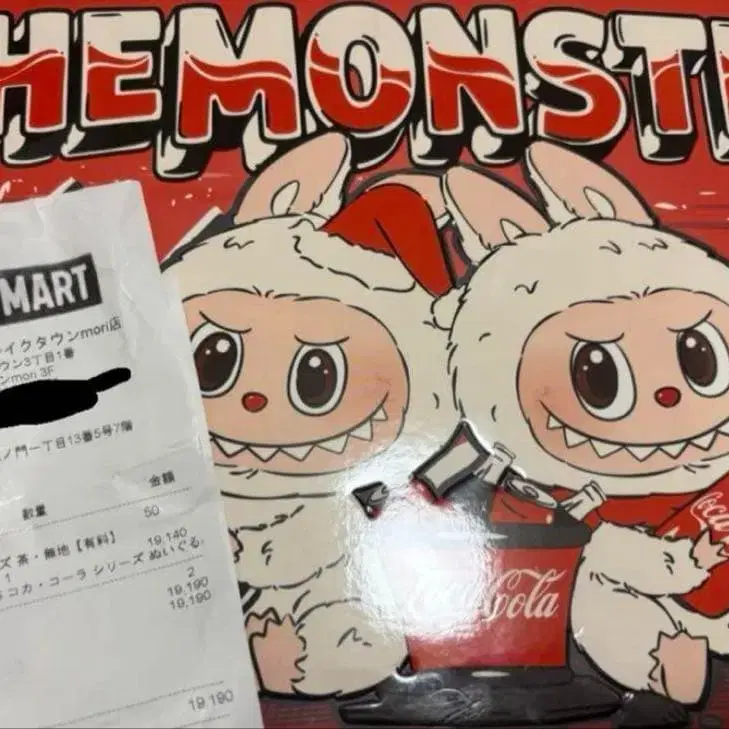 HEMONST
MART
イクタウンmori店
ウン3丁目1番
ンmori 3F
ノ門一丁目13番5号7階
数量
金額
50
ズ 茶・無地【有料】
19,140
1
コカ・コーラ シリーズ ぬいぐる
2
19,190
19,190
19,190
Coca-Cola